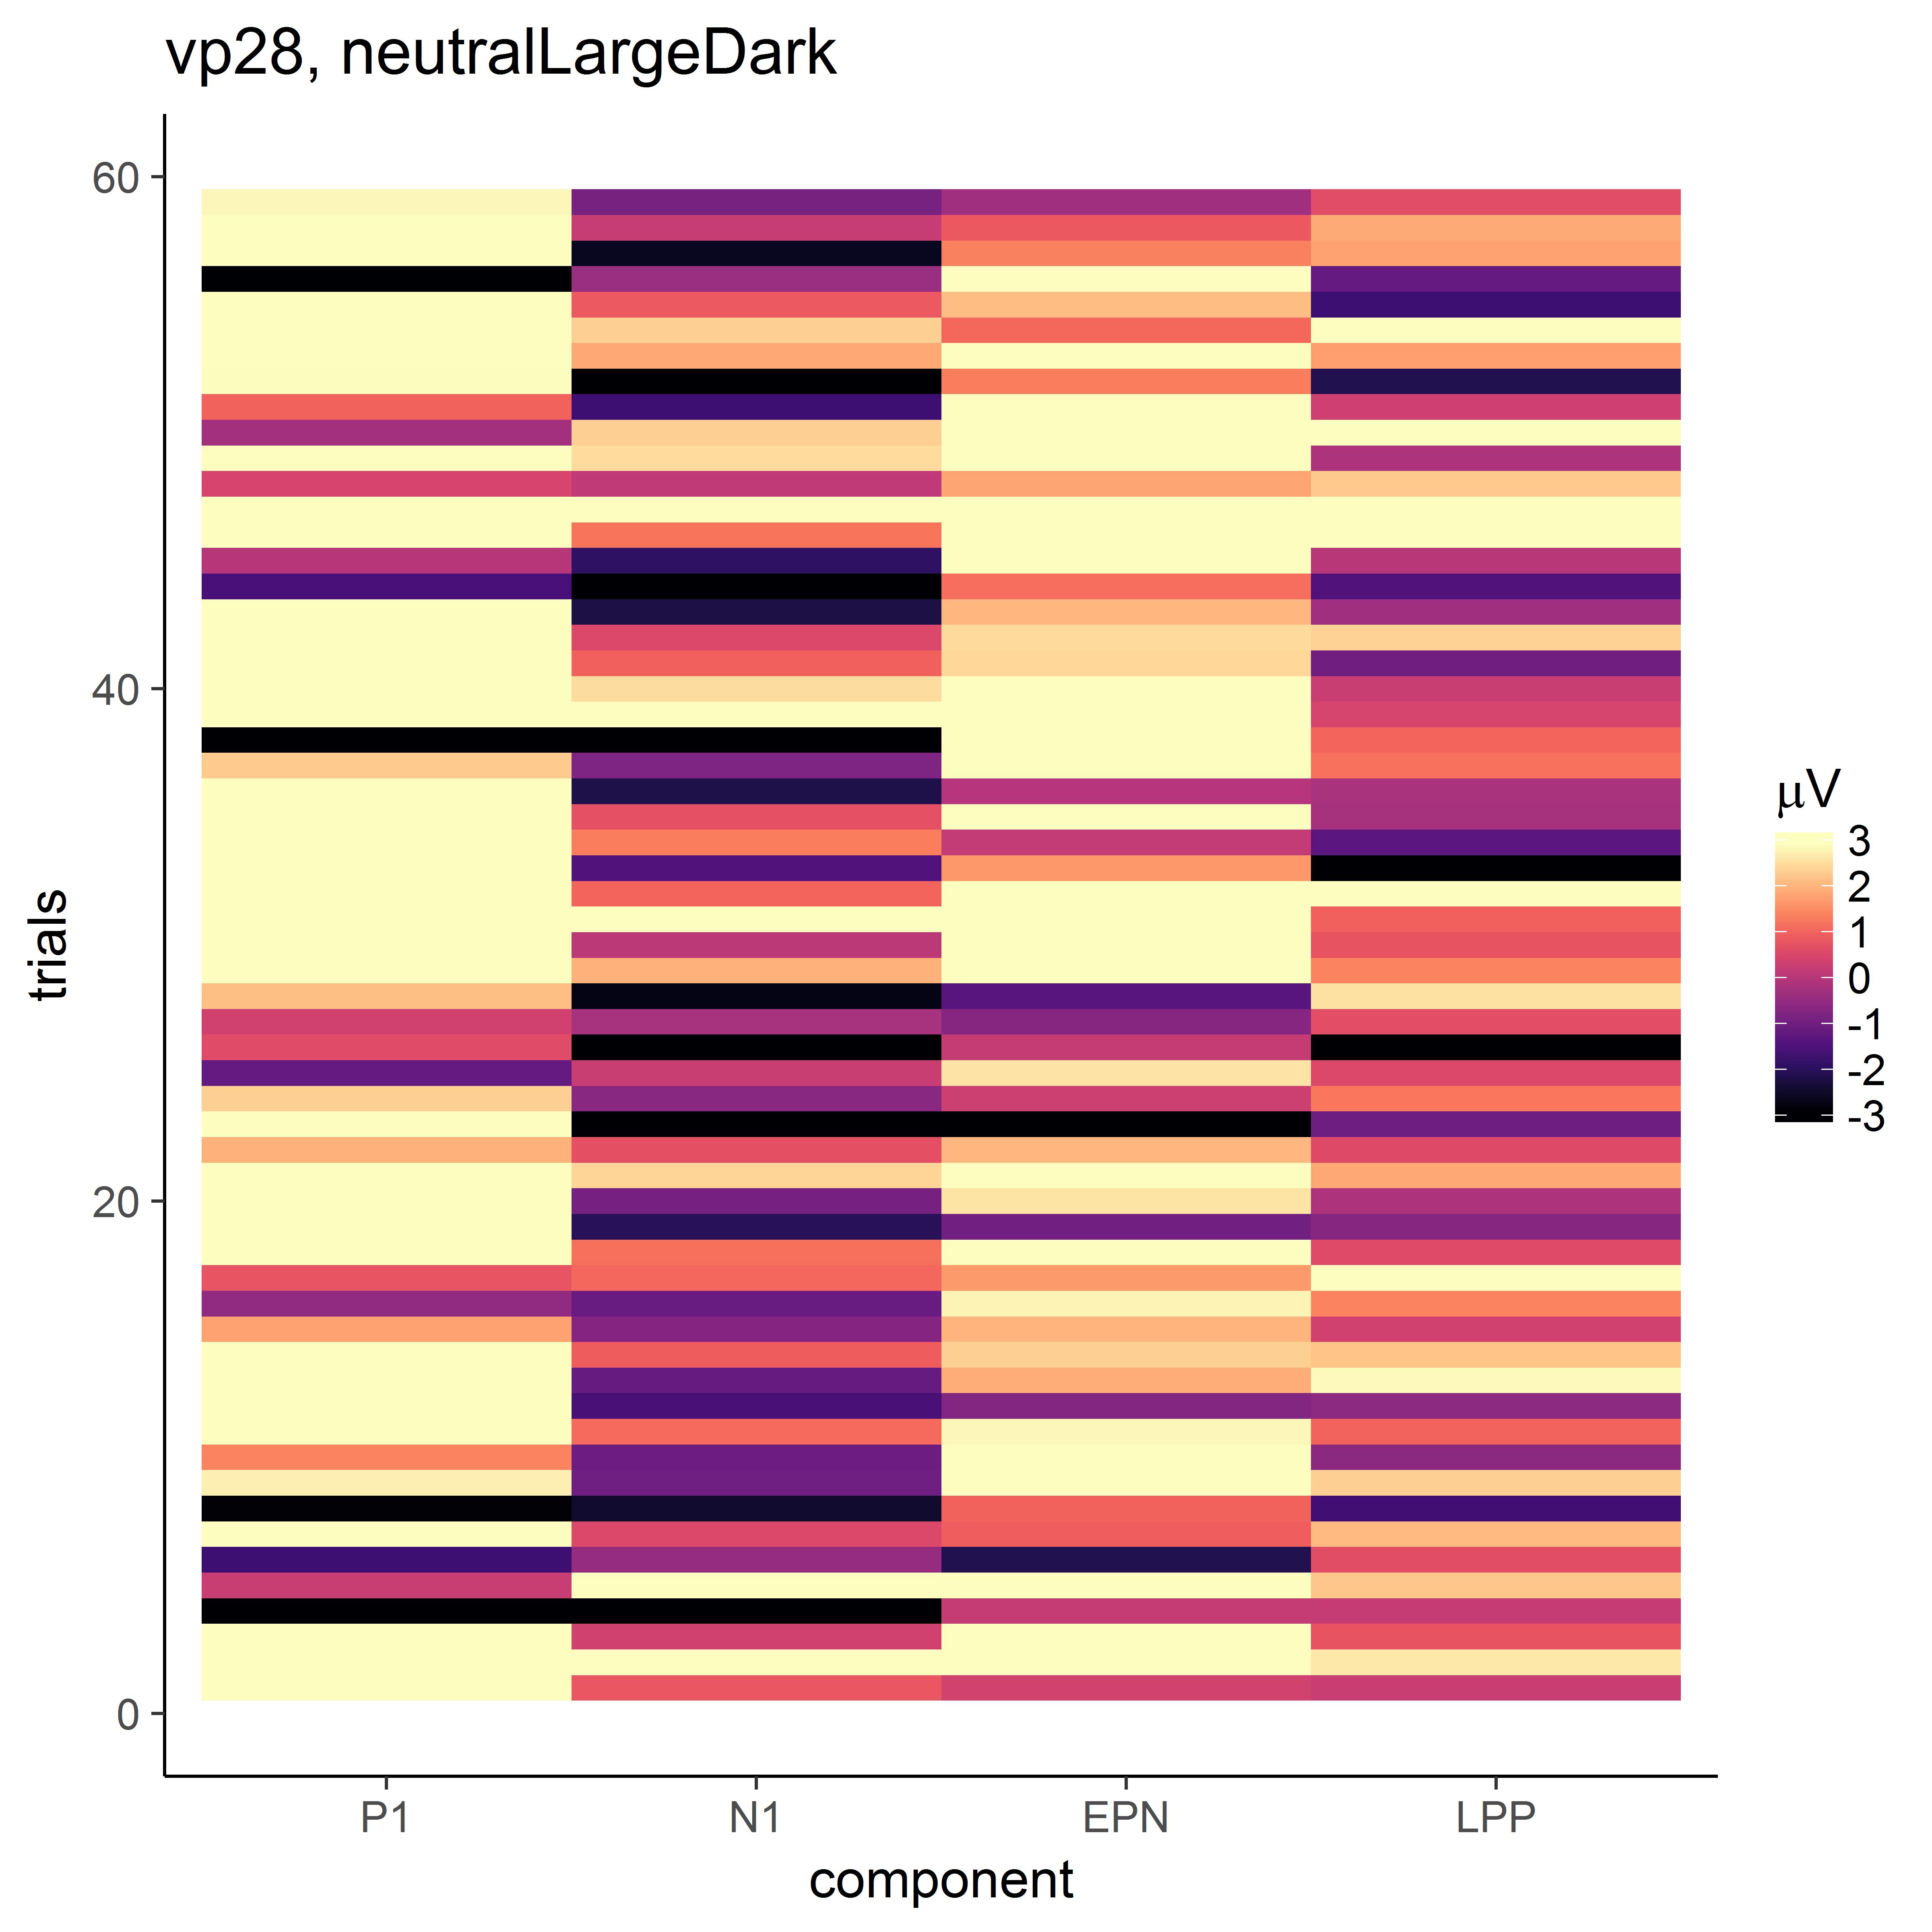 vp28, neutralLargeDark
60
40
20
0
trials
P1 N1 EPN LPP
component
μV
3
2
1
0
-1
-2
-3